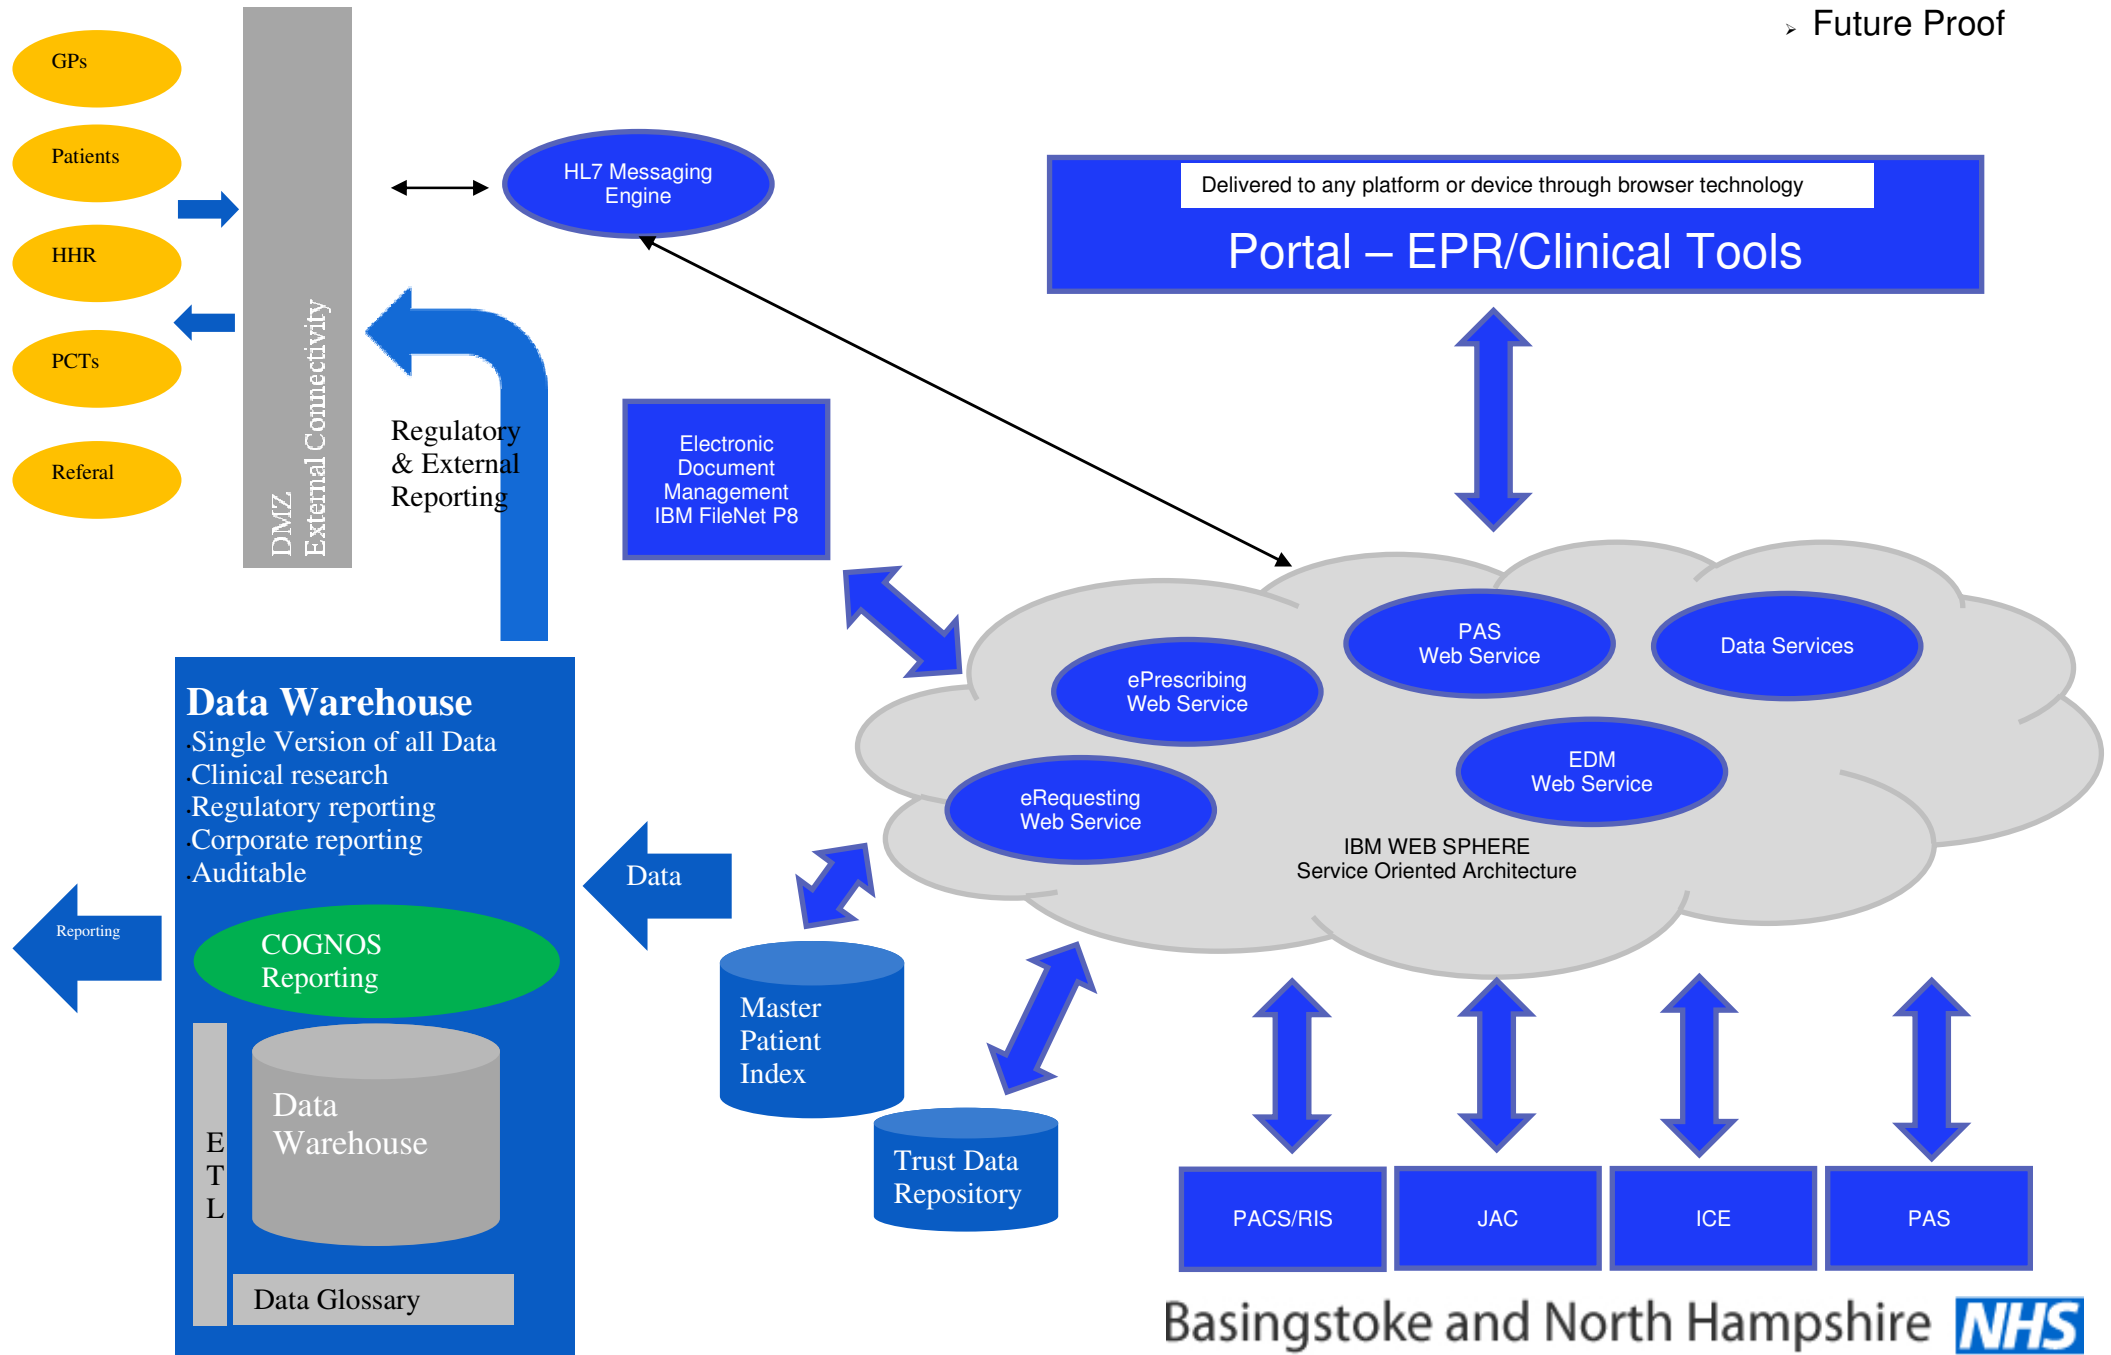 Future Proof
GPs
Patients
HHR
PCTs
Referal
DMZ
External Connectivity
HL7 Messaging
Engine
Delivered to any platform or device through browser technology
Portal – EPR/Clinical Tools
Regulatory
& External
Reporting
Electronic
Document
Management
IBM FileNet P8
PAS
Web Service
Data Services
ePrescribing
Web Service
EDM
Web Service
eRequesting
Web Service
IBM WEB SPHERE
Service Oriented Architecture
Data Warehouse
Single Version of all Data
Clinical research
Regulatory reporting
Corporate reporting
Auditable
Data
Reporting
COGNOS
Reporting
Data
Warehouse
E
T
L
Data Glossary
Master
Patient
Index
Trust Data
Repository
PACS/RIS
JAC
ICE
PAS
Basingstoke and North Hampshire NHS